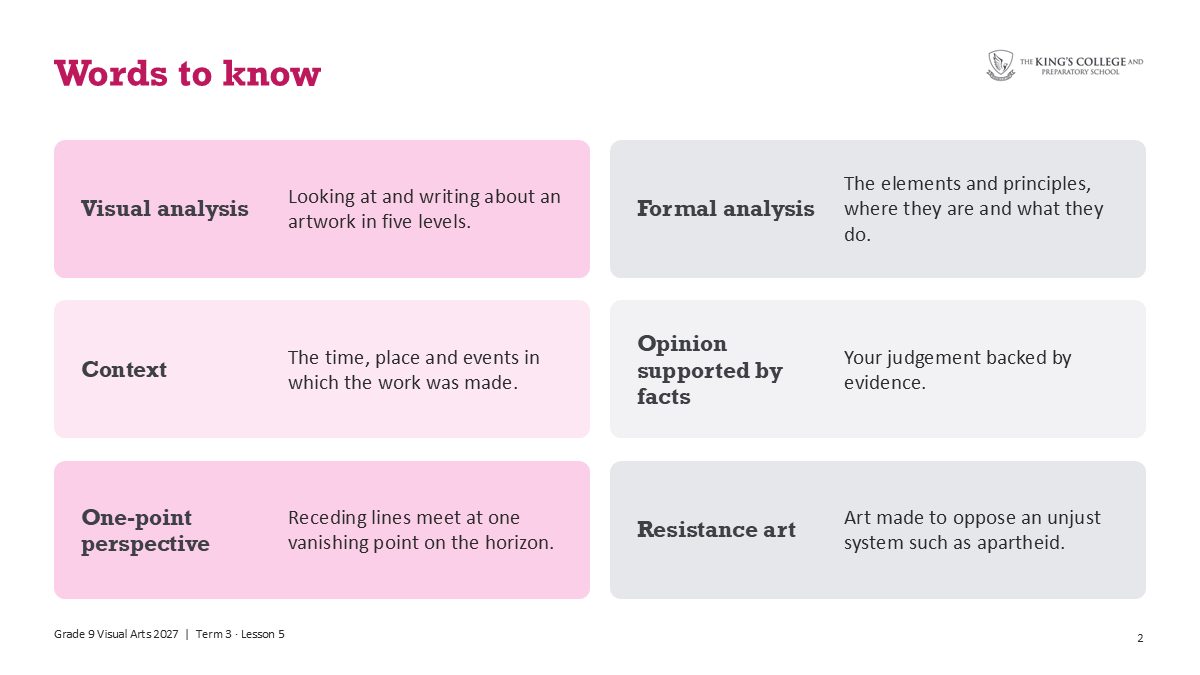 Words to know
THE KING'S COLLEGE AND
PREPARATORY SCHOOL
Visual analysis
Looking at and writing about an
artwork in five levels.
Formal analysis
The elements and principles,
where they are and what they
do.
Context
The time, place and events in
which the work was made.
Opinion
supported by
facts
Your judgement backed by
evidence.
One-point
perspective
Receding lines meet at one
vanishing point on the horizon.
Resistance art
Art made to oppose an unjust
system such as apartheid.
Grade 9 Visual Arts 2027 | Term 3 · Lesson 5
2